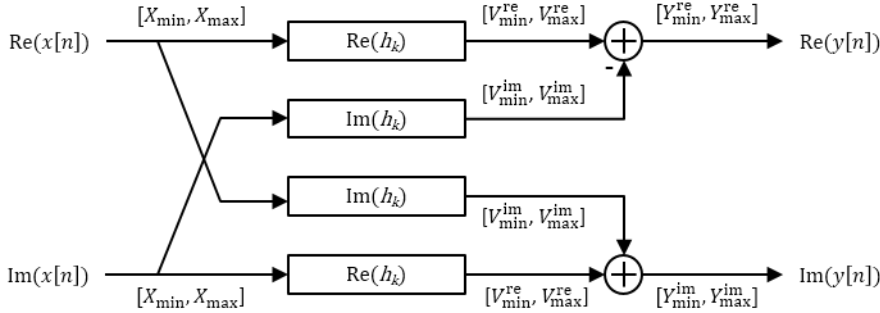 [X_min, X_max] [V_min^re, V_max^re] [Y_min^re, Y_max^re]
Re(x[n]) Re(h_k) + Re(y[n])
-
[V_min^im, V_max^im]
Im(h_k)
Im(h_k)
[V_min^im, V_max^im]
Im(x[n]) Re(h_k) + Im(y[n])
[X_min, X_max] [V_min^re, V_max^re] [Y_min^im, Y_max^im]